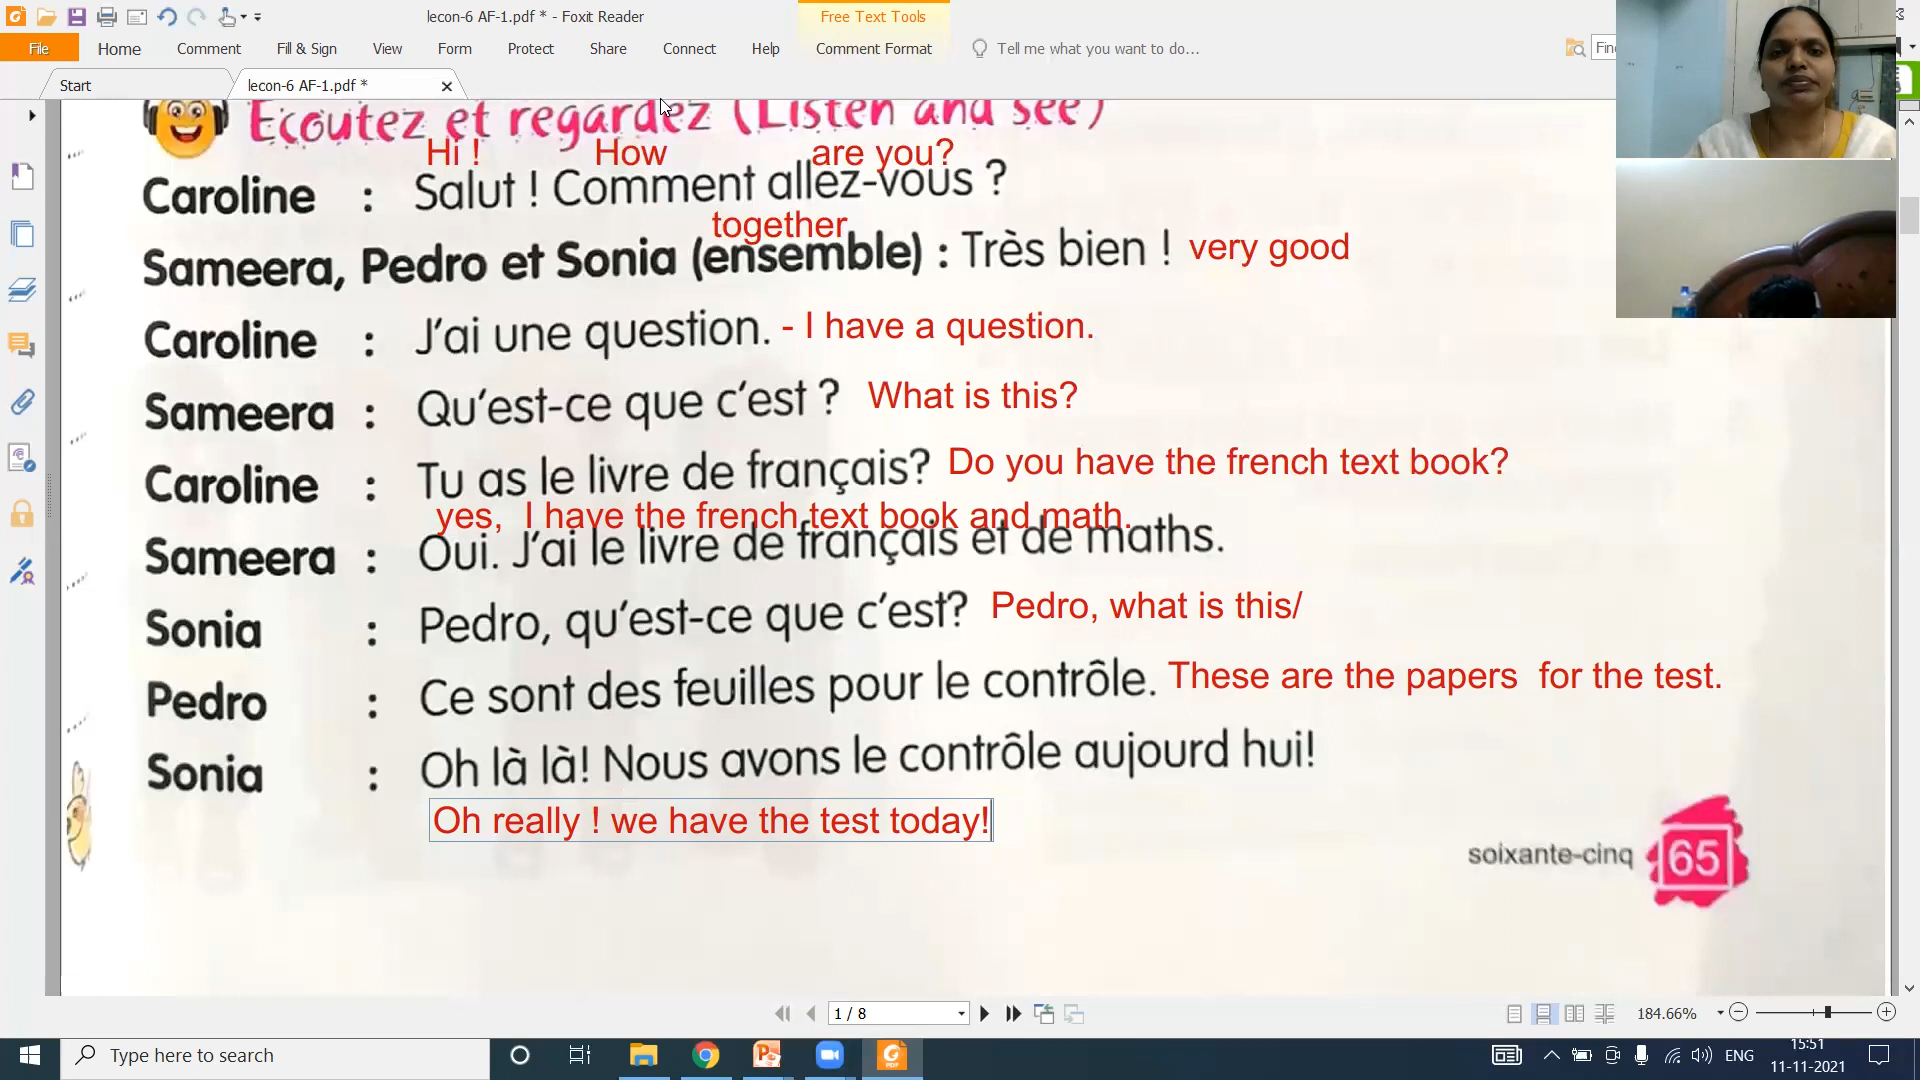 lecon-6 AF-1.pdf * - Foxit Reader
Free Text Tools
File Home Comment Fill & Sign View Form Protect Share Connect Help Comment Format Tell me what you want to do...
Start lecon-6 AF-1.pdf *
Ecoutez et regardez (Listen and see)
Hi ! How are you?
Caroline : Salut ! Comment allez-vous ?
together
Sameera, Pedro et Sonia (ensemble) : Très bien ! very good
Caroline : J'ai une question. - I have a question.
Sameera : Qu'est-ce que c'est ? What is this?
Caroline : Tu as le livre de français? Do you have the french text book?
yes, I have the french text book and math.
Sameera : Oui. J'ai le livre de français et de maths.
Sonia : Pedro, qu'est-ce que c'est? Pedro, what is this/
Pedro : Ce sont des feuilles pour le contrôle. These are the papers for the test.
Sonia : Oh là là! Nous avons le contrôle aujourd hui!
Oh really ! we have the test today!
soixante-cinq 65
1 / 8
184.66%
Type here to search
ENG
15:51
11-11-2021